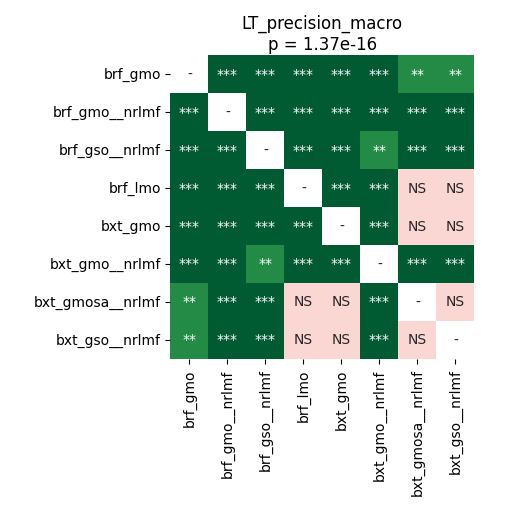 LT_precision_macro
p = 1.37e-16
brf_gmo - *** *** *** *** *** ** **
brf_gmo__nrlmf *** - *** *** *** *** *** ***
brf_gso__nrlmf *** *** - *** *** ** *** ***
brf_lmo *** *** *** - *** *** NS NS
bxt_gmo *** *** *** *** - *** NS NS
bxt_gmo__nrlmf *** *** ** *** *** - *** ***
bxt_gmosa__nrlmf ** *** *** NS NS *** - NS
bxt_gso__nrlmf ** *** *** NS NS *** NS -
brf_gmo
brf_gmo__nrlmf
brf_gso__nrlmf
brf_lmo
bxt_gmo
bxt_gmo__nrlmf
bxt_gmosa__nrlmf
bxt_gso__nrlmf